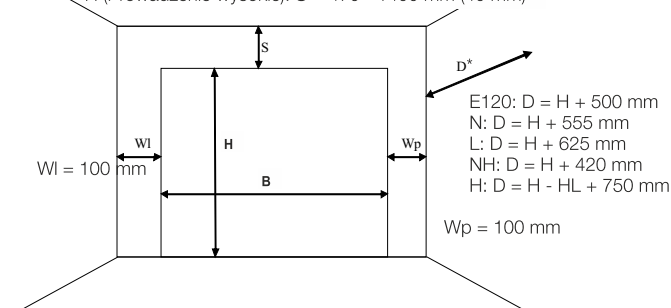 S
D*
E120: D = H + 500 mm
N: D = H + 555 mm
L: D = H + 625 mm
NH: D = H + 420 mm
H: D = H - HL + 750 mm
Wl
H
Wp
Wl = 100 mm
B
Wp = 100 mm